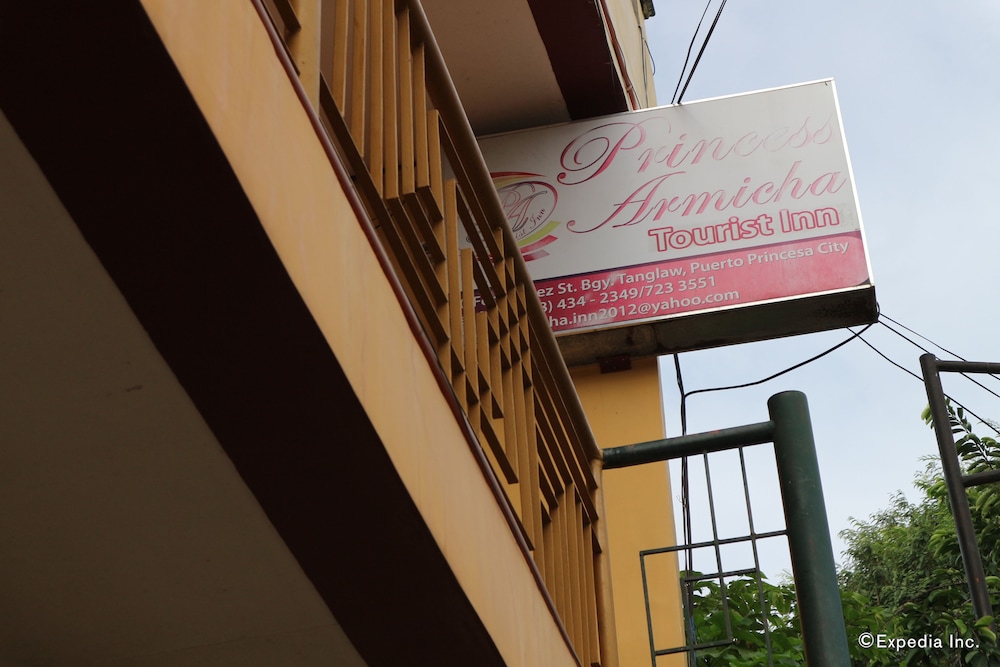 Princess
Armicha
Tourist Inn
ez St. Bgy. Tanglaw, Puerto Princesa City
8) 434 - 2349/723 3551
ha.inn2012@yahoo.com
©Expedia Inc.